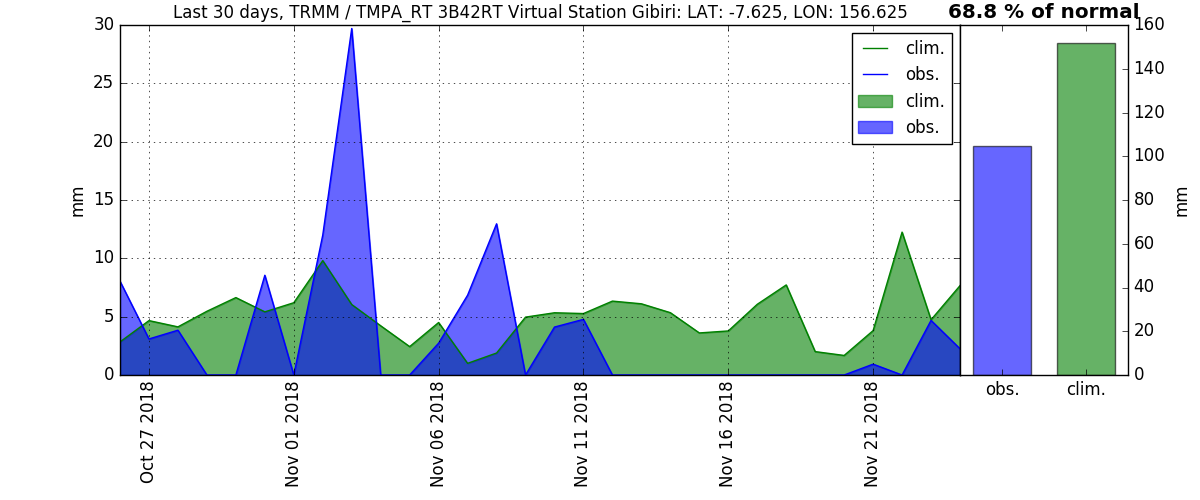 Last 30 days, TRMM / TMPA_RT 3B42RT Virtual Station Gibiri: LAT: -7.625, LON: 156.625
68.8 % of normal
30
25
20
15
10
5
0
mm
clim.
obs.
clim.
obs.
160
140
120
100
80
60
40
20
0
mm
obs.
clim.
Oct 27 2018
Nov 01 2018
Nov 06 2018
Nov 11 2018
Nov 16 2018
Nov 21 2018